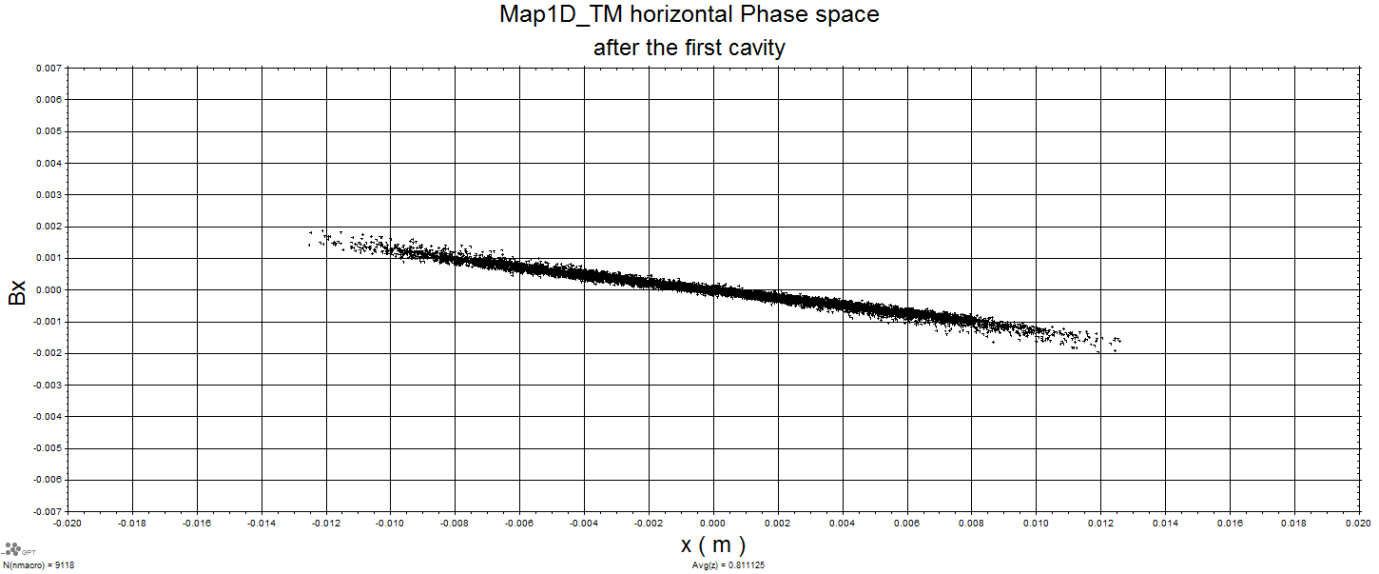 Map1D_TM horizontal Phase space
after the first cavity
0.007
0.006
0.005
0.004
0.003
0.002
0.001
0.000
-0.001
-0.002
-0.003
-0.004
-0.005
-0.006
-0.007
Bx
-0.020 -0.018 -0.016 -0.014 -0.012 -0.010 -0.008 -0.006 -0.004 -0.002 0.000 0.002 0.004 0.006 0.008 0.010 0.012 0.014 0.016 0.018 0.020
x ( m )
GPT
N(nmacro) = 9118 Avg(z) = 0.811125